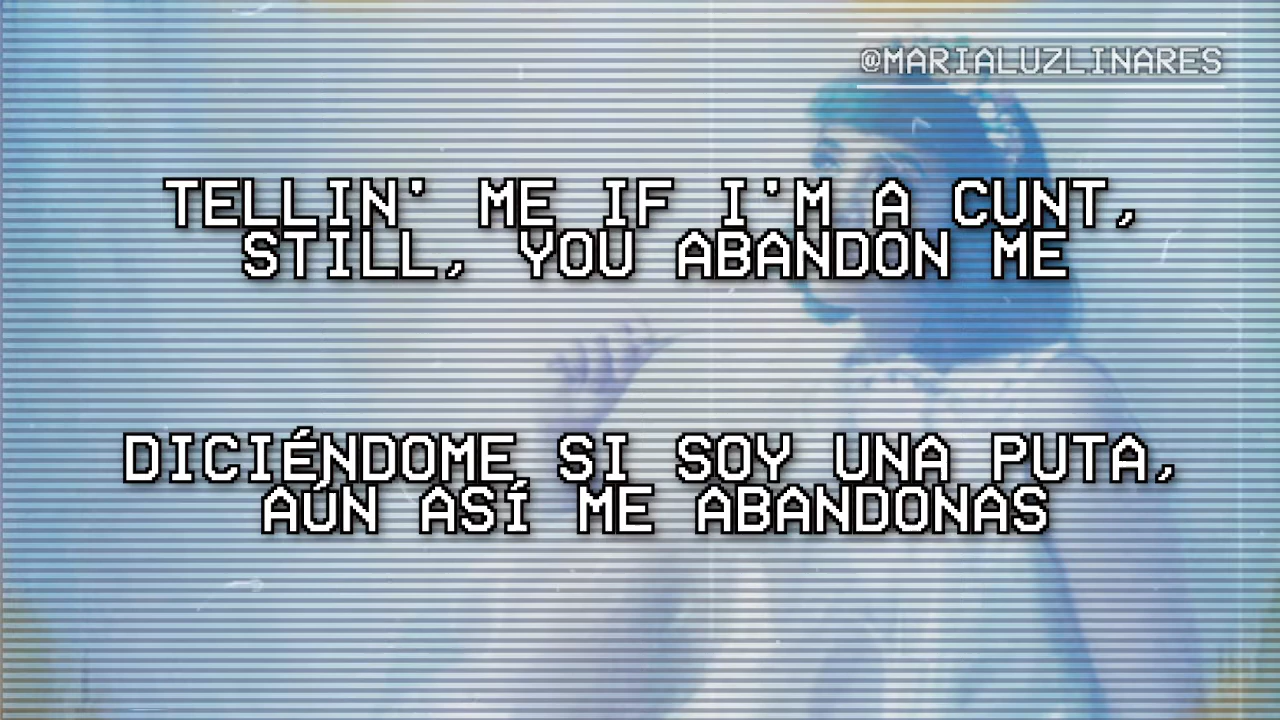 @MARIALUZLINARES
TELLIN' ME IF I'M A CUNT,
STILL, YOU ABANDON ME
DICIÉNDOME SI SOY UNA PUTA,
AÚN ASÍ ME ABANDONAS